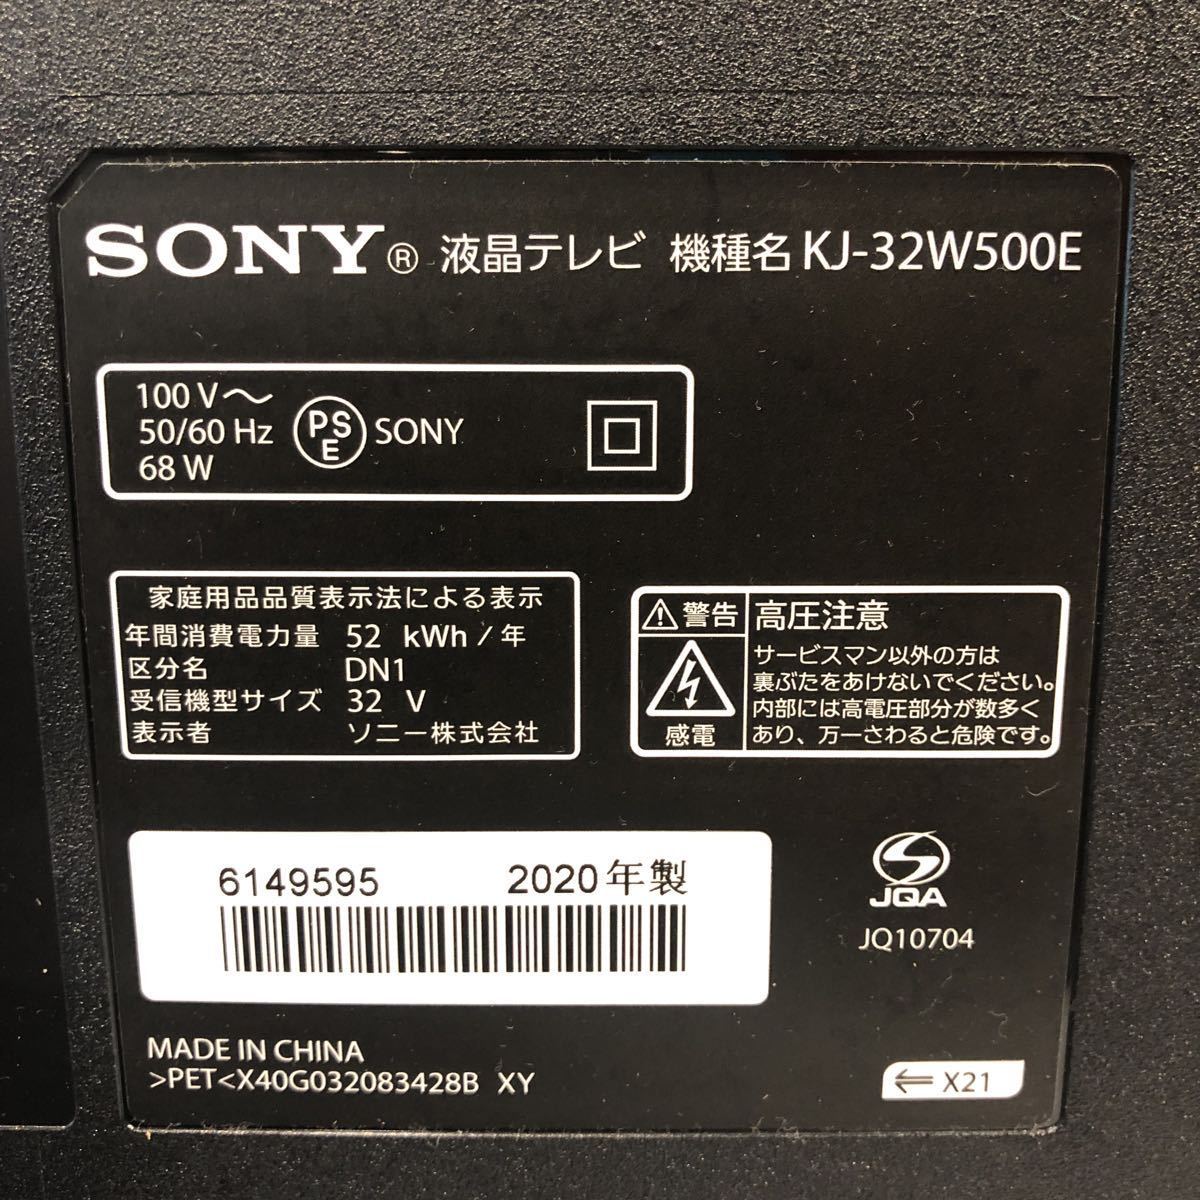 SONY® 液晶テレビ 機種名 KJ-32W500E
100 V～
50/60 Hz
68 W
PSE SONY
家庭用品品質表示法による表示
年間消費電力量 52 kWh / 年
区分名 DN1
受信機型サイズ 32 V
表示者 ソニー株式会社
⚠警告 高圧注意
感電
サービスマン以外の方は
裏ぶたをあけないでください。
内部には高電圧部分が数多く
あり、万一さわると危険です。
6149595 2020年製
JQA
JQ10704
MADE IN CHINA
>PET<X40G032083428B XY
⇐ X21